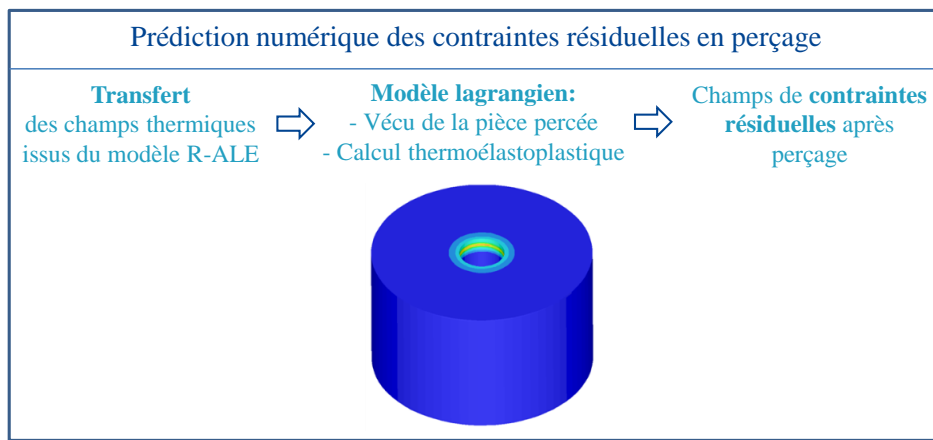 Prédiction numérique des contraintes résiduelles en perçage
Transfert
des champs thermiques
issus du modèle R-ALE
Modèle lagrangien:
- Vécu de la pièce percée
- Calcul thermoélastoplastique
Champs de contraintes
résiduelles après
perçage